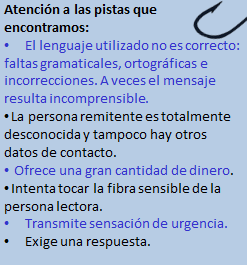 Atención a las pistas que
encontramos:
• El lenguaje utilizado no es correcto:
faltas gramaticales, ortográficas e
incorrecciones. A veces el mensaje
resulta incomprensible.
•La persona remitente es totalmente
desconocida y tampoco hay otros
datos de contacto.
• Ofrece una gran cantidad de dinero.
•Intenta tocar la fibra sensible de la
persona lectora.
• Transmite sensación de urgencia.
• Exige una respuesta.